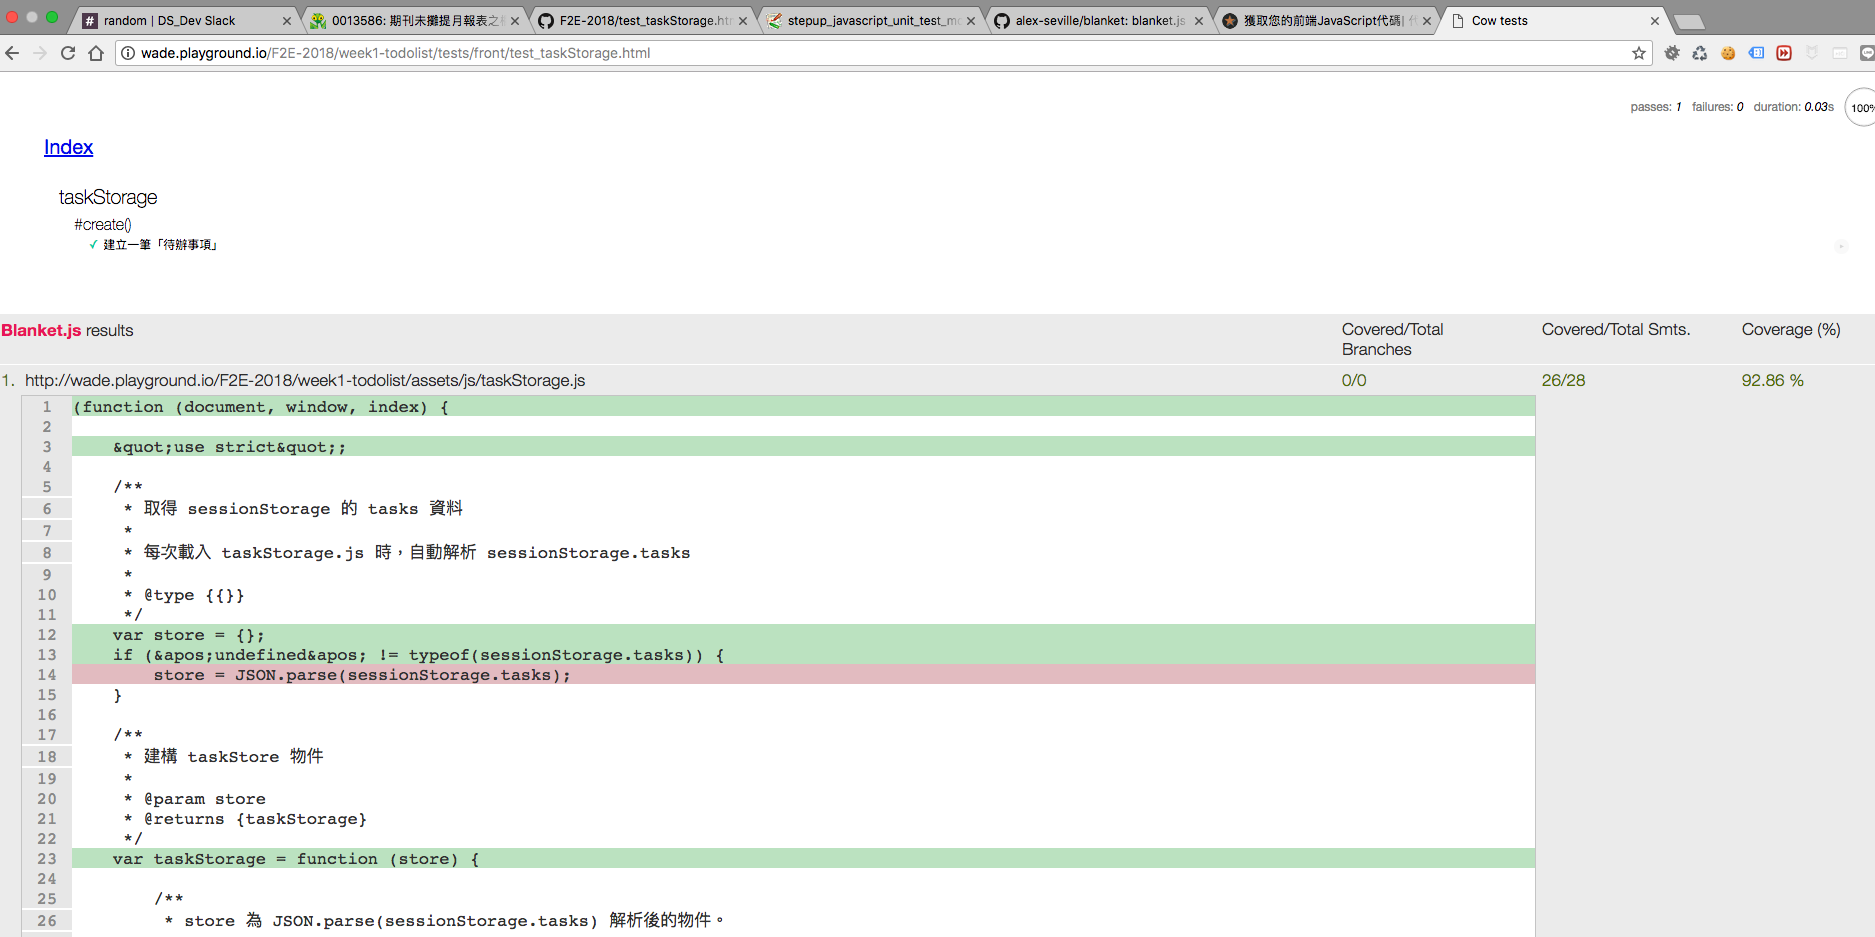 random | DS_Dev Slack
0013586: 期刊未攤提月報表之
F2E-2018/test_taskStorage.htm
stepup_javascript_unit_test_mo
alex-seville/blanket: blanket.js
獲取您的前端JavaScript代碼|
Cow tests
wade.playground.io/F2E-2018/week1-todolist/tests/front/test_taskStorage.html
passes: 1 failures: 0 duration: 0.03s 100%
Index
taskStorage
#create()
✓ 建立一筆「待辦事項」
Blanket.js results
Covered/Total Branches
Covered/Total Smts.
Coverage (%)
1. http://wade.playground.io/F2E-2018/week1-todolist/assets/js/taskStorage.js 0/0 26/28 92.86 %
1 (function (document, window, index) {
2
3 &quot;use strict&quot;;
4
5 /**
6 * 取得 sessionStorage 的 tasks 資料
7 *
8 * 每次載入 taskStorage.js 時，自動解析 sessionStorage.tasks
9 *
10 * @type {{}}
11 */
12 var store = {};
13 if (&apos;undefined&apos; != typeof(sessionStorage.tasks)) {
14 store = JSON.parse(sessionStorage.tasks);
15 }
16
17 /**
18 * 建構 taskStore 物件
19 *
20 * @param store
21 * @returns {taskStorage}
22 */
23 var taskStorage = function (store) {
24
25 /**
26 * store 為 JSON.parse(sessionStorage.tasks) 解析後的物件。